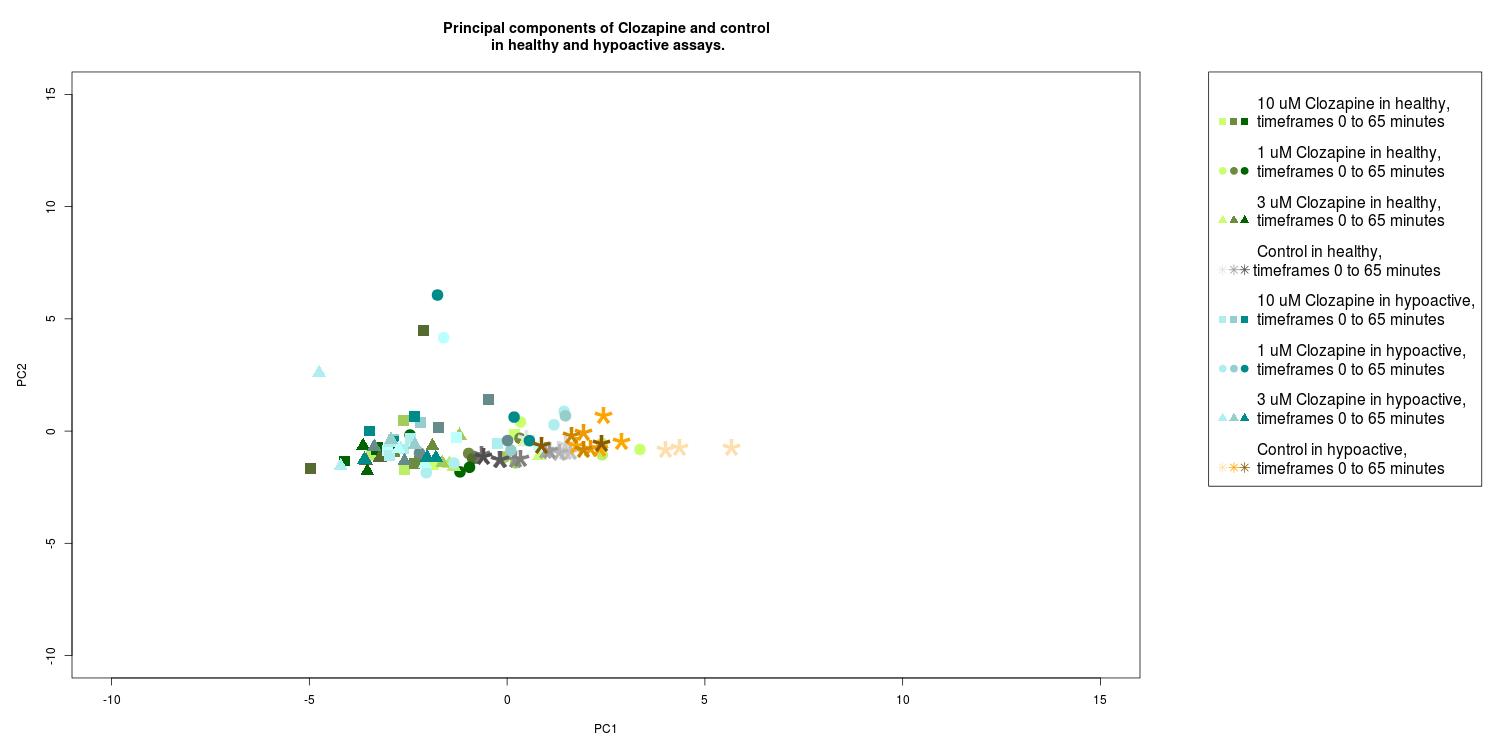 Principal components of Clozapine and control
in healthy and hypoactive assays.
15
10
5
0
-5
-10
PC2
-10
-5
0
5
10
15
PC1
10 uM Clozapine in healthy,
timeframes 0 to 65 minutes
1 uM Clozapine in healthy,
timeframes 0 to 65 minutes
3 uM Clozapine in healthy,
timeframes 0 to 65 minutes
Control in healthy,
timeframes 0 to 65 minutes
10 uM Clozapine in hypoactive,
timeframes 0 to 65 minutes
1 uM Clozapine in hypoactive,
timeframes 0 to 65 minutes
3 uM Clozapine in hypoactive,
timeframes 0 to 65 minutes
Control in hypoactive,
timeframes 0 to 65 minutes